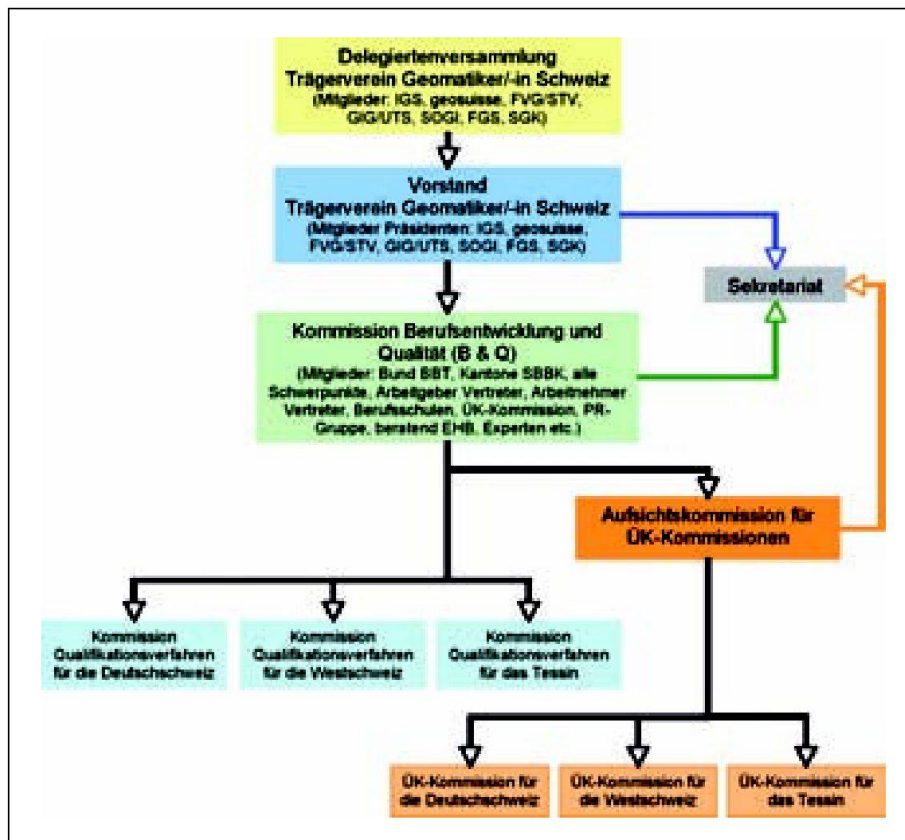 Delegiertenversammlung
Trägerverein Geomatiker/-in Schweiz
(Mitglieder: IGS, geosuisse, FVG/STV,
GIG/UTS, SOGI, FGS, SGK)
Vorstand
Trägerverein Geomatiker/-in Schweiz
(Mitglieder Präsidenten: IGS, geosuisse,
FVG/STV, GIG/UTS, SOGI, FGS, SGK)
Sekretariat
Kommission Berufsentwicklung und
Qualität (B & Q)
(Mitglieder: Bund BBT, Kantone SBBK, alle
Schwerpunkte, Arbeitgeber Vertreter, Arbeitnehmer
Vertreter, Berufsschulen, ÜK-Kommission, PR-
Gruppe, beratend EHB, Experten etc.)
Aufsichtskommission für
ÜK-Kommissionen
Kommission
Qualifikationsverfahren
für die Deutschschweiz
Kommission
Qualifikationsverfahren
für die Westschweiz
Kommission
Qualifikationsverfahren
für das Tessin
ÜK-Kommission für
die Deutschschweiz
ÜK-Kommission für
die Westschweiz
ÜK-Kommission für
das Tessin